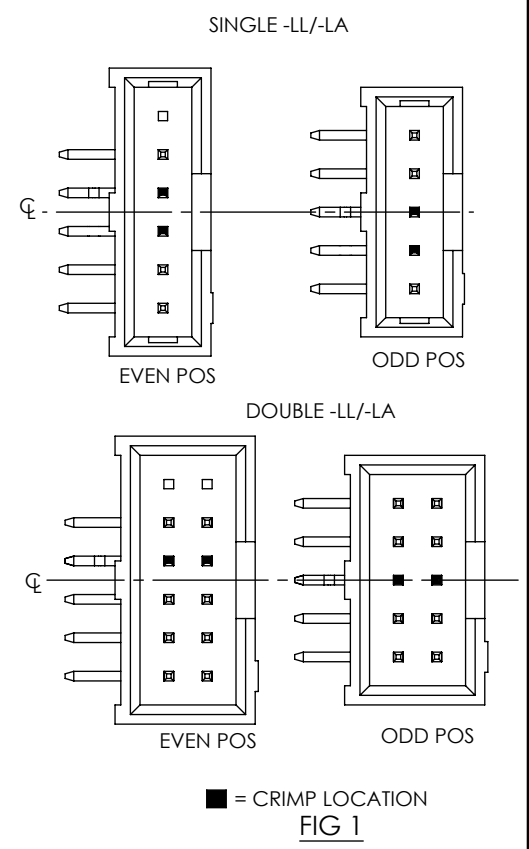 SINGLE -LL/-LA
℄
EVEN POS
ODD POS
DOUBLE -LL/-LA
℄
EVEN POS
ODD POS
= CRIMP LOCATION
FIG 1